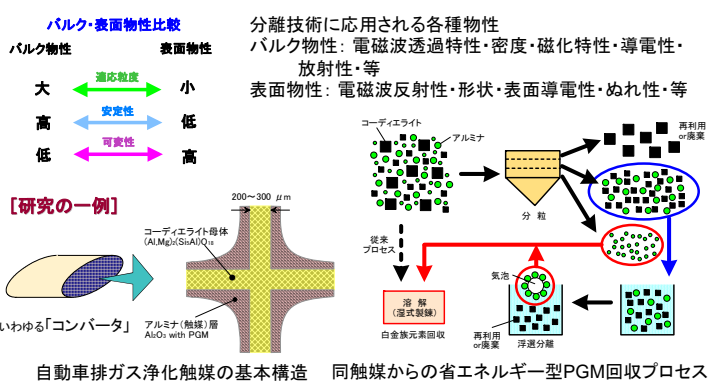 バルク・表面物性比較
バルク物性
表面物性
大
適応粒度
小
高
安定性
低
低
可変性
高
分離技術に応用される各種物性
バルク物性： 電磁波透過特性・密度・磁化特性・導電性・
放射性・等
表面物性： 電磁波反射性・形状・表面導電性・ぬれ性・等
[研究の一例]
200～300 μm
コーディエライト母体
(Al,Mg)₂(Si₅Al)O₁₈
アルミナ（触媒）層
Al₂O₃ with PGM
いわゆる「コンバータ」
自動車排ガス浄化触媒の基本構造
コーディエライト
アルミナ
分 粒
再利用
or廃棄
従来
プロセス
溶 解
(湿式製錬)
白金族元素回収
気泡
再利用
or廃棄
浮選分離
同触媒からの省エネルギー型PGM回収プロセス